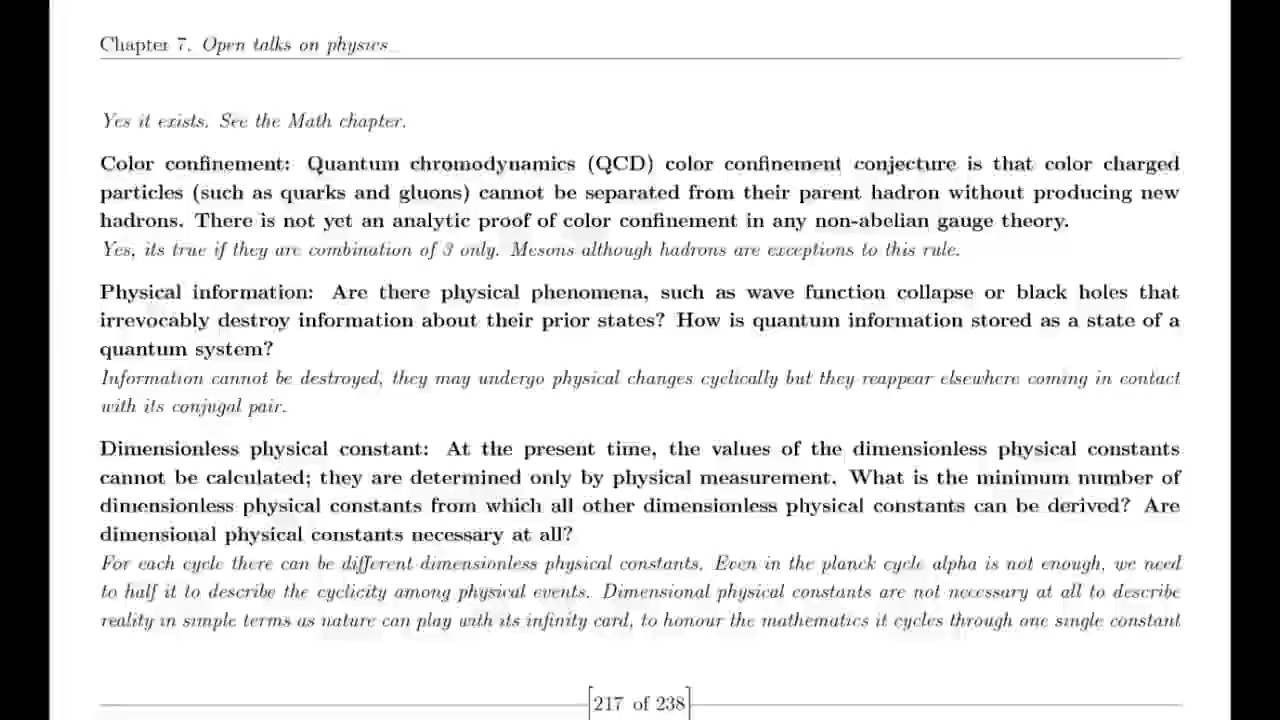 Chapter 7. Open talks on physics
Yes it exists. See the Math chapter.
Color confinement: Quantum chromodynamics (QCD) color confinement conjecture is that color charged
particles (such as quarks and gluons) cannot be separated from their parent hadron without producing new
hadrons. There is not yet an analytic proof of color confinement in any non-abelian gauge theory.
Yes, its true if they are combination of 3 only. Mesons although hadrons are exceptions to this rule.
Physical information: Are there physical phenomena, such as wave function collapse or black holes that
irrevocably destroy information about their prior states? How is quantum information stored as a state of a
quantum system?
Information cannot be destroyed, they may undergo physical changes cyclically but they reappear elsewhere coming in contact
with its conjugal pair.
Dimensionless physical constant: At the present time, the values of the dimensionless physical constants
cannot be calculated; they are determined only by physical measurement. What is the minimum number of
dimensionless physical constants from which all other dimensionless physical constants can be derived? Are
dimensional physical constants necessary at all?
For each cycle there can be different dimensionless physical constants. Even in the planck cycle alpha is not enough, we need
to half it to describe the cyclicity among physical events. Dimensional physical constants are not necessary at all to describe
reality in simple terms as nature can play with its infinity card, to honour the mathematics it cycles through one single constant
217 of 238